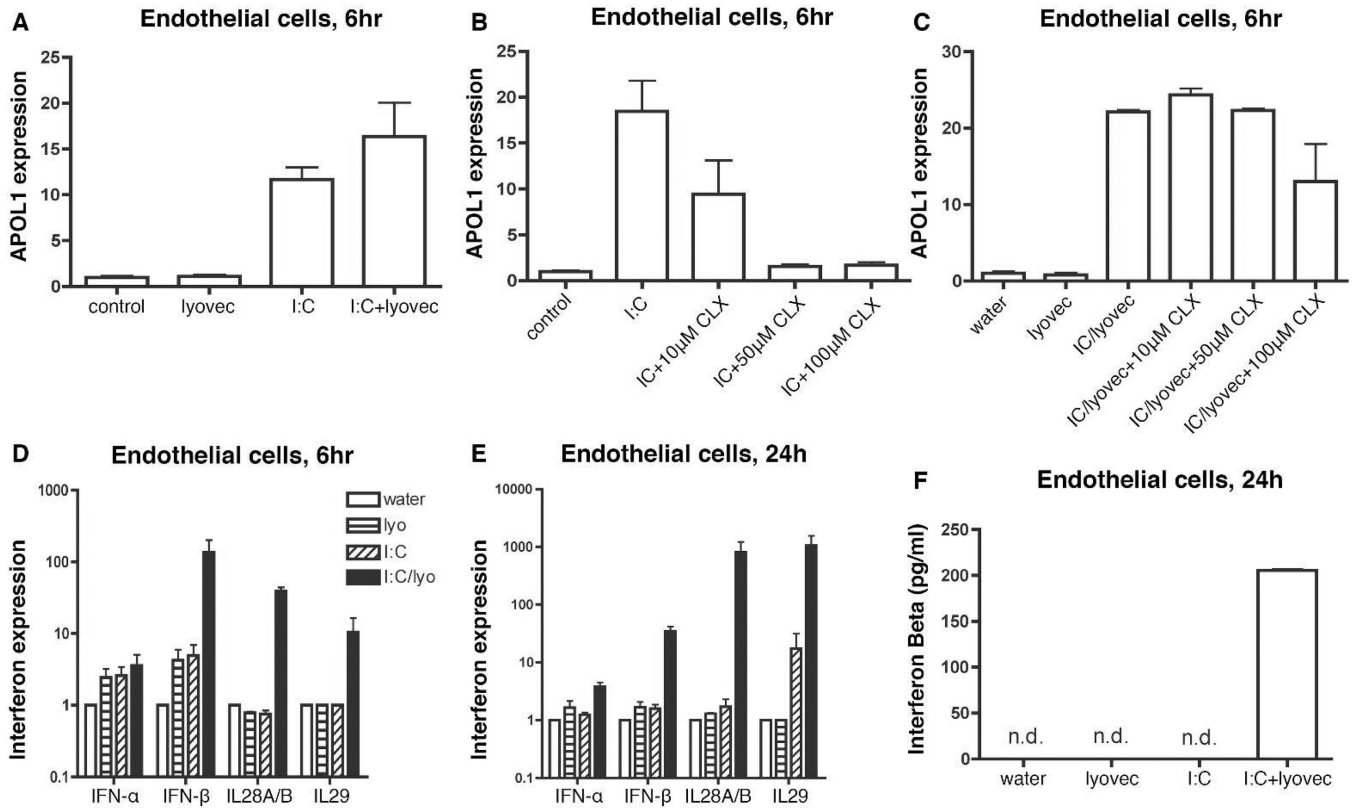 A
Endothelial cells, 6hr
APOL1 expression
25
20
15
10
5
0
control
lyovec
I:C
I:C+lyovec
B
Endothelial cells, 6hr
APOL1 expression
25
20
15
10
5
0
control
I:C
IC+10µM CLX
IC+50µM CLX
IC+100µM CLX
C
Endothelial cells, 6hr
APOL1 expression
30
20
10
0
water
lyovec
IC/lyovec
IC/lyovec+10µM CLX
IC/lyovec+50µM CLX
IC/lyovec+100µM CLX
D
Endothelial cells, 6hr
Interferon expression
1000
100
10
1
0.1
IFN-α
IFN-β
IL28A/B
IL29
water
lyo
I:C
I:C/lyo
E
Endothelial cells, 24h
Interferon expression
10000
1000
100
10
1
0.1
IFN-α
IFN-β
IL28A/B
IL29
F
Endothelial cells, 24h
Interferon Beta (pg/ml)
250
200
150
100
50
0
n.d.
n.d.
n.d.
water
lyovec
I:C
I:C+lyovec